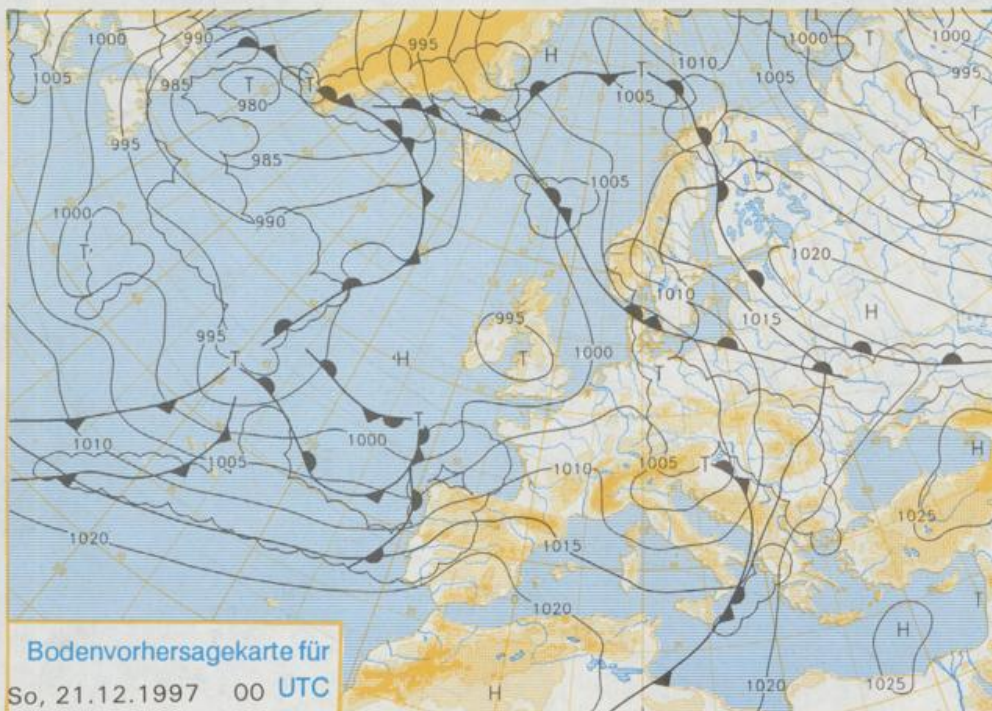 1000 990 995 H 1000 T 1000
1005 985 T 980 T T 1005 1010 1005 995
995 985 T
1000 990 1005
T 1020
1010 H
995 995 1015
T H T 1000 T
T
1010 1000 H
1005 1010 1005 T
1025
1020 1015
1020 T
H
Bodenvorhersagekarte für
So, 21.12.1997 00 UTC
H 1020 1025